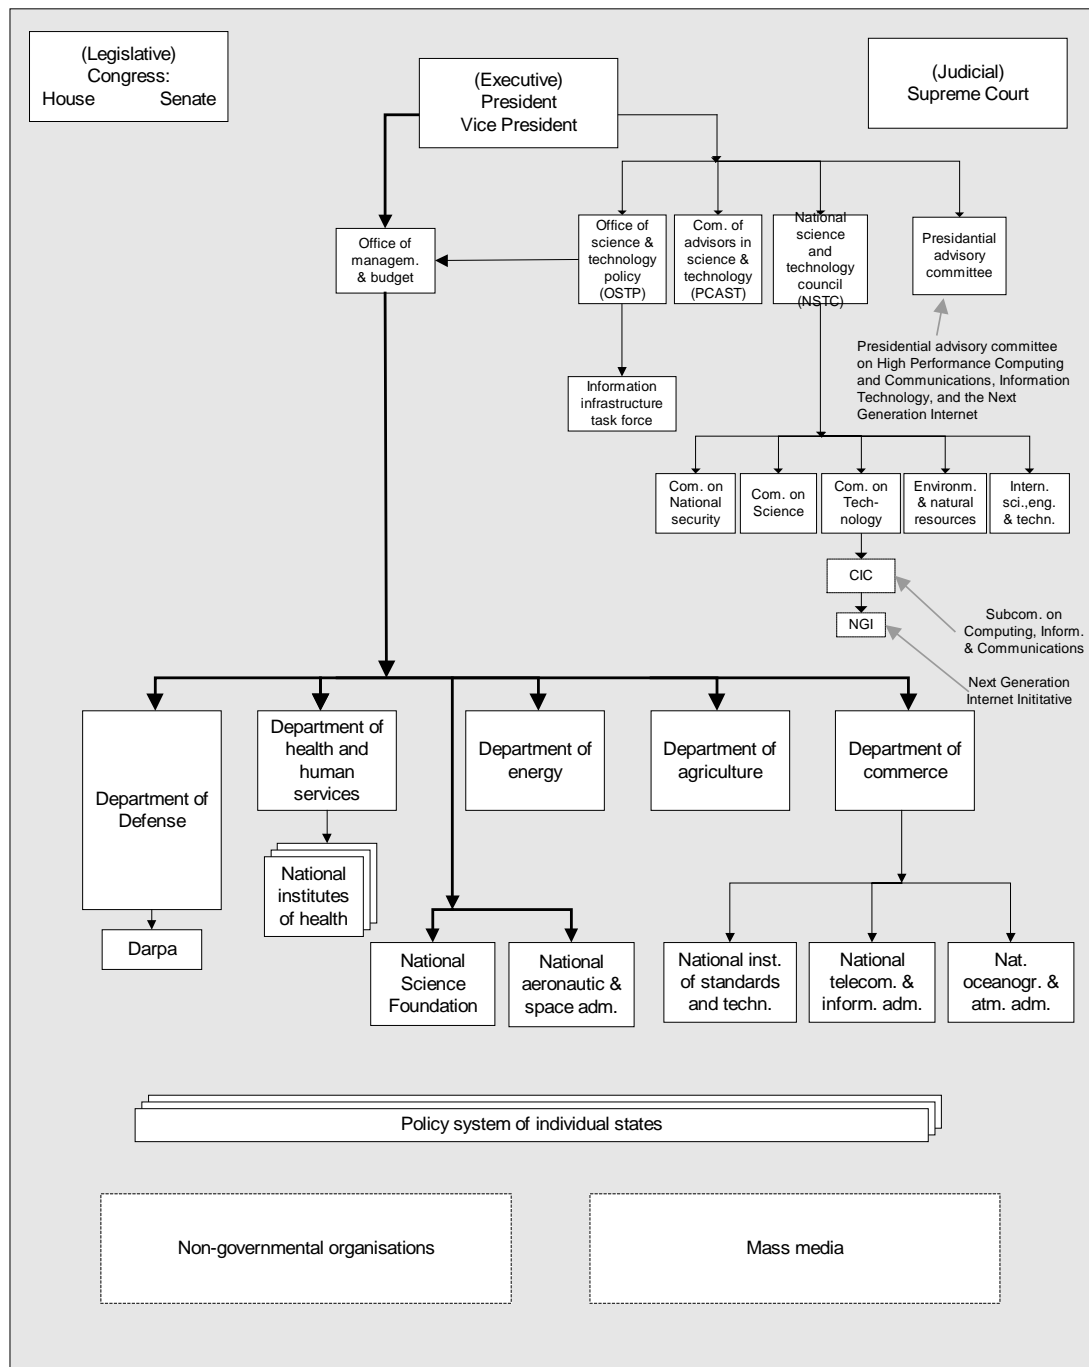 (Legislative)
Congress:
House Senate
(Executive)
President
Vice President
(Judicial)
Supreme Court
Office of
managem.
& budget
Office of
science &
technology
policy
(OSTP)
Com. of
advisors in
science &
technology
(PCAST)
National
science
and
technology
council
(NSTC)
Presidantial
advisory
committee
Presidential advisory committee
on High Performance Computing
and Communications, Information
Technology, and the Next
Generation Internet
Information
infrastructure
task force
Com. on
National
security
Com. on
Science
Com. on
Tech-
nology
Environm.
& natural
resources
Intern.
sci.,eng.
& techn.
CIC
NGI
Subcom. on
Computing, Inform.
& Communications
Next Generation
Internet Inititative
Department of
Defense
Department of
health and
human
services
Department of
energy
Department of
agriculture
Department of
commerce
National
institutes
of health
Darpa
National
Science
Foundation
National
aeronautic &
space adm.
National inst.
of standards
and techn.
National
telecom. &
inform. adm.
Nat.
oceanogr. &
atm. adm.
Policy system of individual states
Non-governmental organisations
Mass media